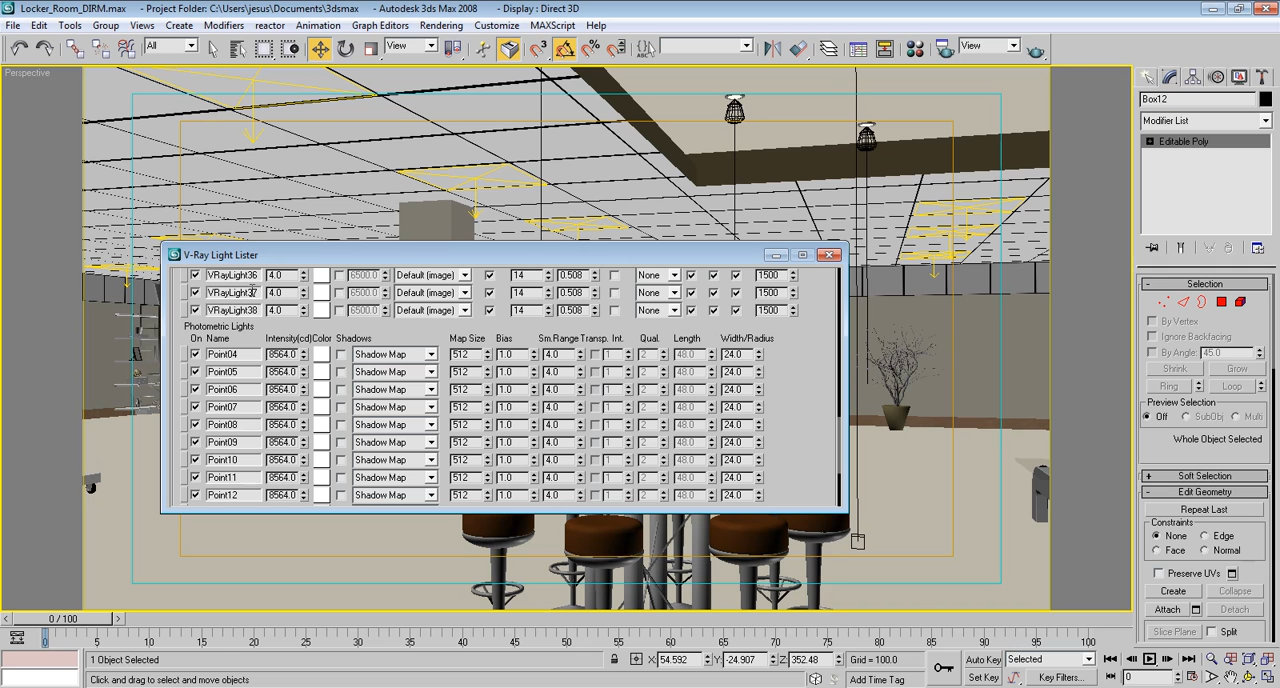 Locker_Room_DIRM.max - Project Folder: C:\Users\jesus\Documents\3dsmax - Autodesk 3ds Max 2008 - Display : Direct 3D
File Edit Tools Group Views Create Modifiers reactor Animation Graph Editors Rendering Customize MAXScript Help
All View View
Perspective
Box12
Modifier List
Editable Poly
V-Ray Light Lister
VRayLight36 4.0 6500.0 Default (image) 14 0.508 None 1500
VRayLight37 4.0 6500.0 Default (image) 14 0.508 None 1500
VRayLight38 4.0 6500.0 Default (image) 14 0.508 None 1500
Photometric Lights
On Name Intensity(cd) Color Shadows Map Size Bias Sm.Range Transp. Int. Qual. Length Width/Radius
Point04 8564.0 Shadow Map 512 1.0 4.0 1 2 48.0 24.0
Point05 8564.0 Shadow Map 512 1.0 4.0 1 2 48.0 24.0
Point06 8564.0 Shadow Map 512 1.0 4.0 1 2 48.0 24.0
Point07 8564.0 Shadow Map 512 1.0 4.0 1 2 48.0 24.0
Point08 8564.0 Shadow Map 512 1.0 4.0 1 2 48.0 24.0
Point09 8564.0 Shadow Map 512 1.0 4.0 1 2 48.0 24.0
Point10 8564.0 Shadow Map 512 1.0 4.0 1 2 48.0 24.0
Point11 8564.0 Shadow Map 512 1.0 4.0 1 2 48.0 24.0
Point12 8564.0 Shadow Map 512 1.0 4.0 1 2 48.0 24.0
- Selection
By Vertex
Ignore Backfacing
By Angle: 45.0
Shrink Grow
Ring Loop
Preview Selection
Off SubObj Multi
Whole Object Selected
+ Soft Selection
- Edit Geometry
Repeat Last
Constraints
None Edge
Face Normal
Preserve UVs
Create Collapse
Attach Detach
Slice Plane Split
0 / 100
0 5 10 15 20 25 30 35 40 45 50 55 60 65 70 75 80 85 90 95 100
1 Object Selected X: 54.592 Y: -24.907 Z: 352.48 Grid = 100.0 Auto Key Selected
Click and drag to select and move objects Add Time Tag Set Key Key Filters... 0